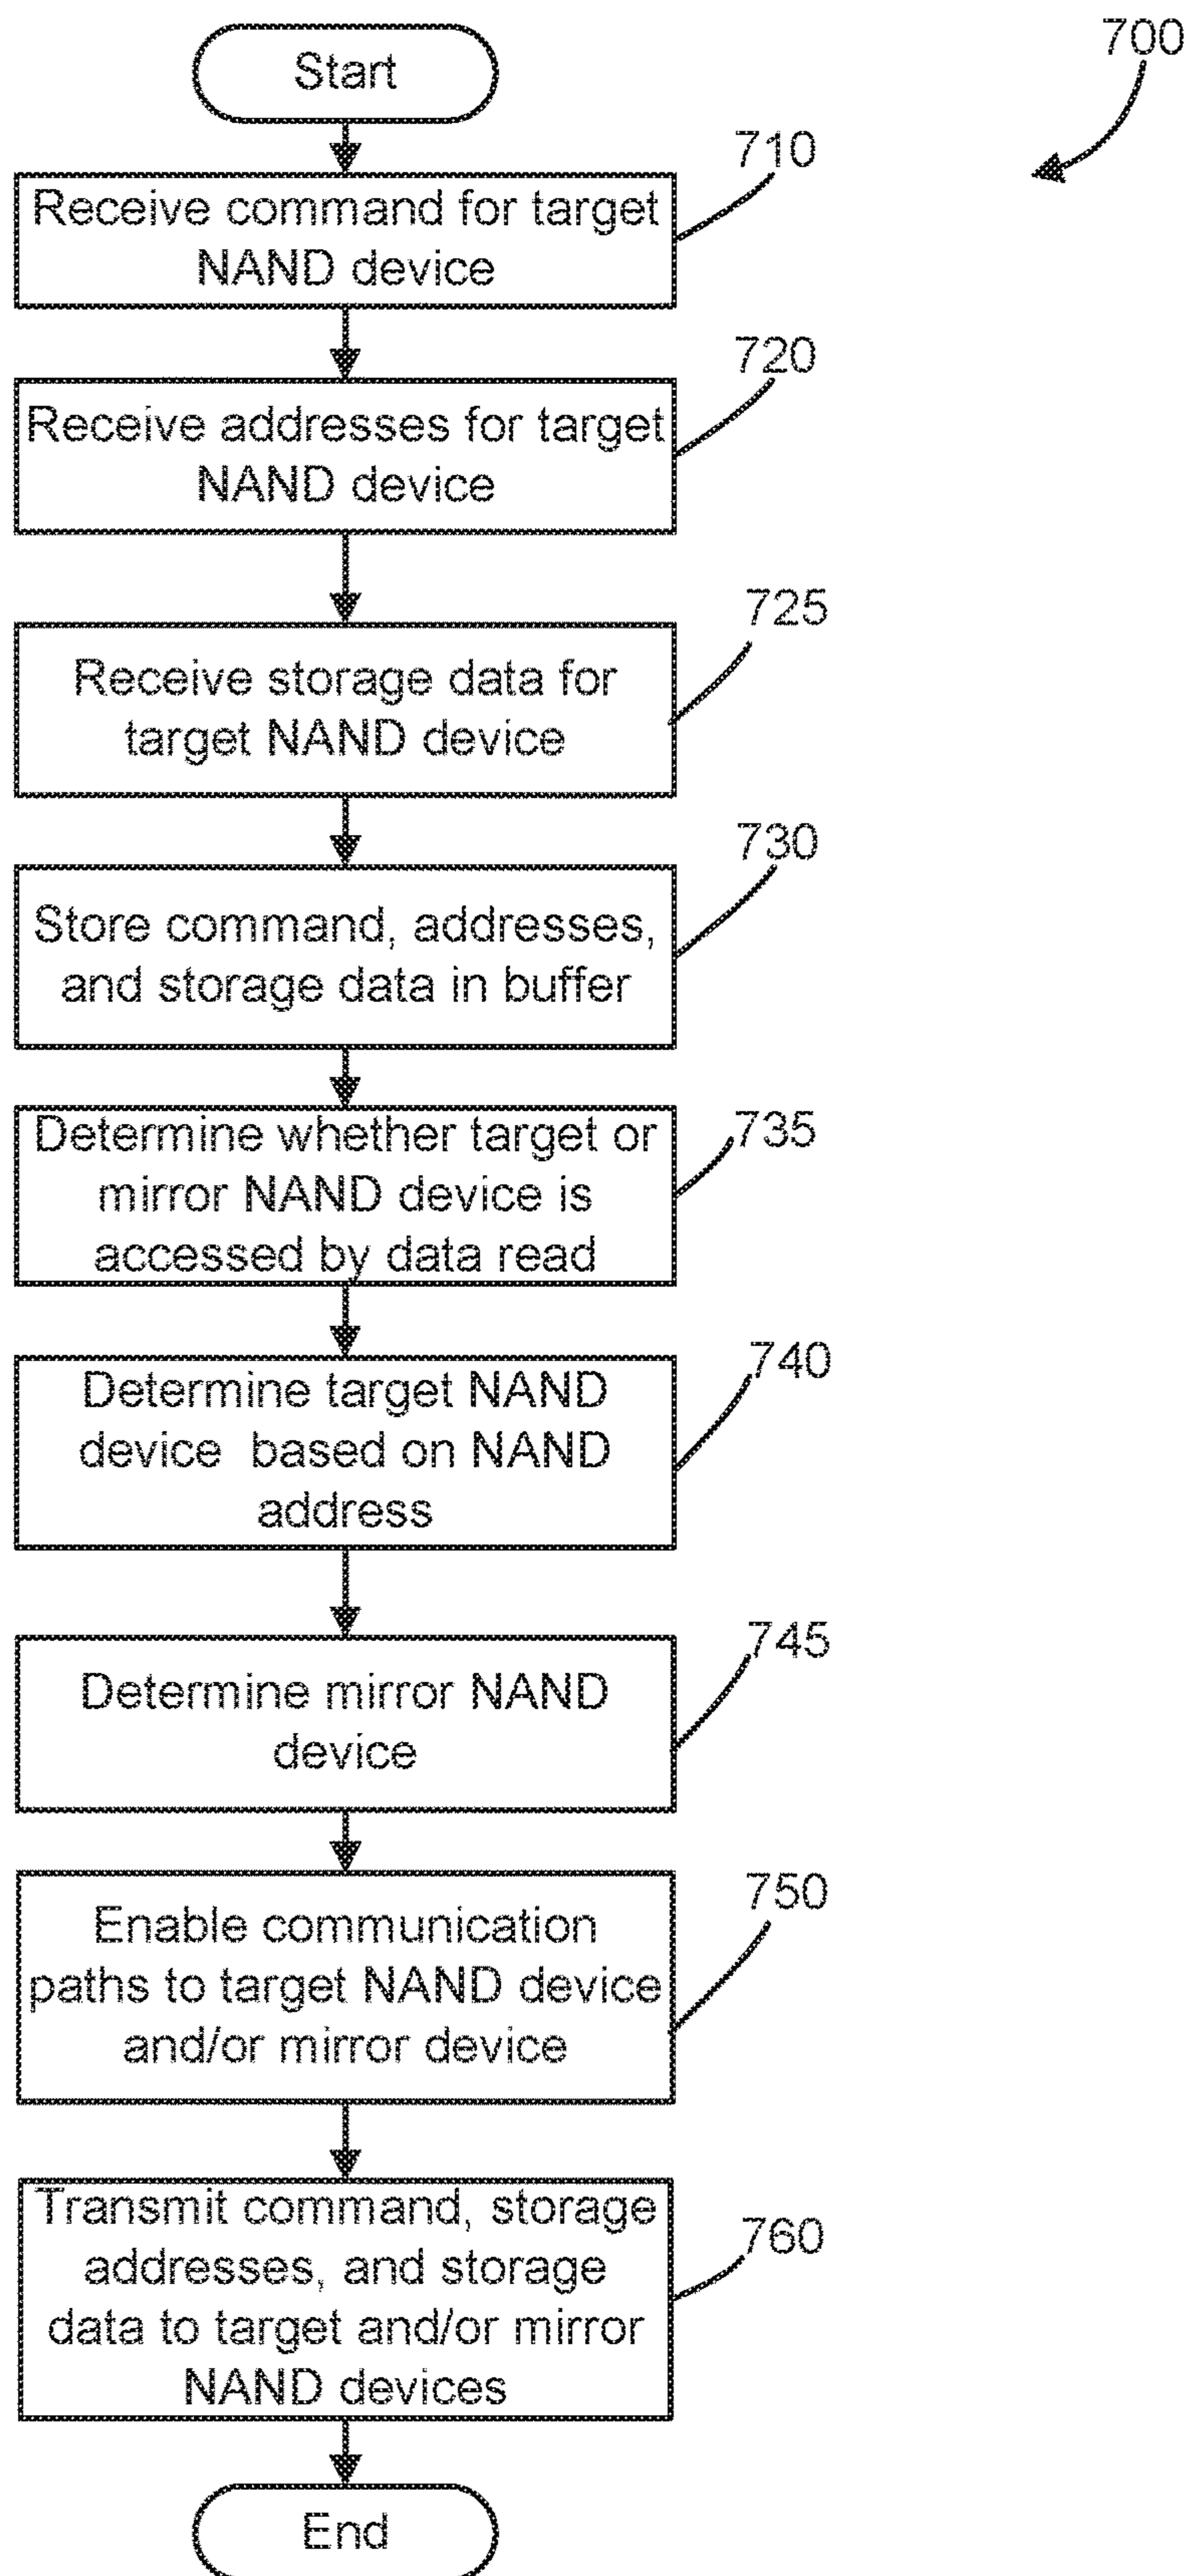 Start
700
710
Receive command for target
NAND device
720
Receive addresses for target
NAND device
725
Receive storage data for
target NAND device
730
Store command, addresses,
and storage data in buffer
735
Determine whether target or
mirror NAND device is
accessed by data read
740
Determine target NAND
device based on NAND
address
745
Determine mirror NAND
device
750
Enable communication
paths to target NAND device
and/or mirror device
760
Transmit command, storage
addresses, and storage
data to target and/or mirror
NAND devices
End